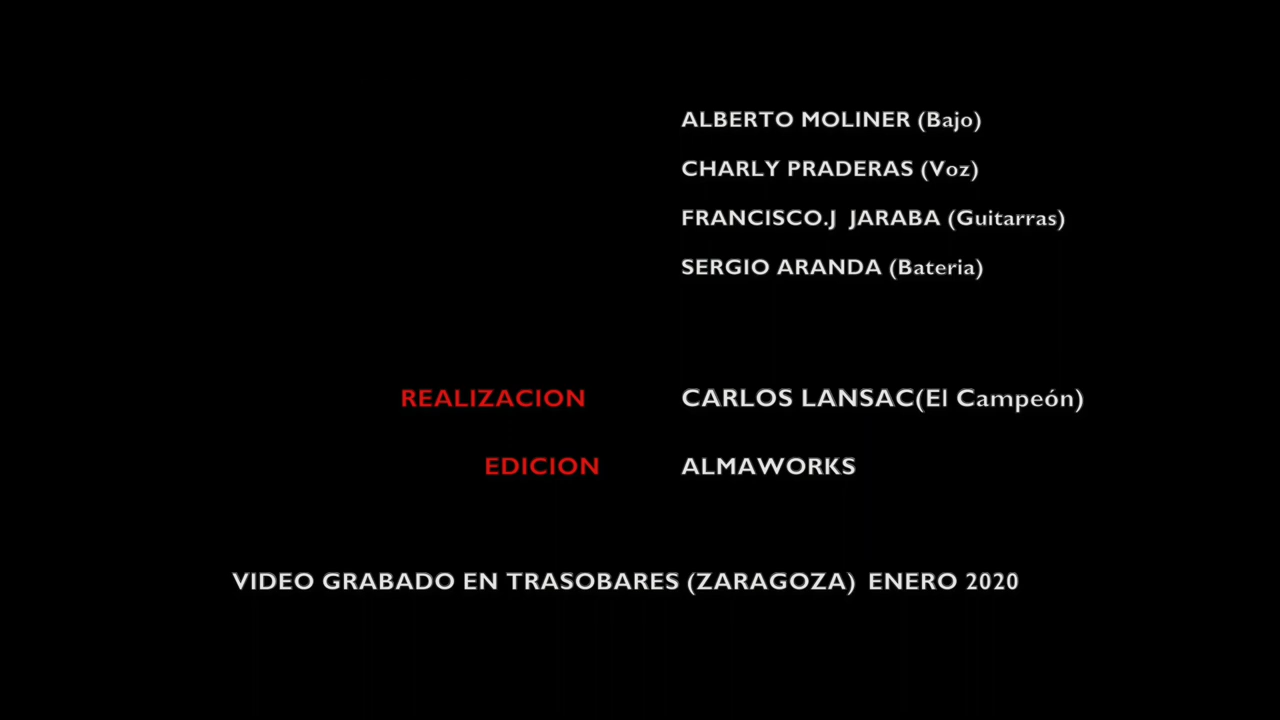 ALBERTO MOLINER (Bajo)
CHARLY PRADERAS (Voz)
FRANCISCO.J JARABA (Guitarras)
SERGIO ARANDA (Bateria)
REALIZACION CARLOS LANSAC(El Campeón)
EDICION ALMAWORKS
VIDEO GRABADO EN TRASOBARES (ZARAGOZA) ENERO 2020